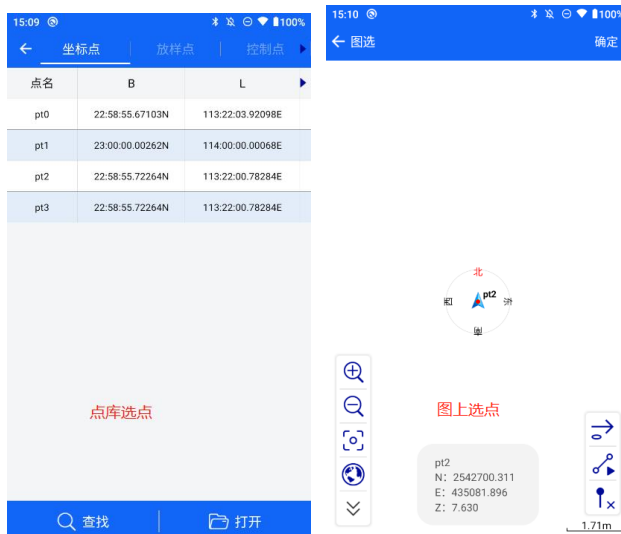 15:09
100%
坐标点 放样点 控制点
点名 B L
pt0 22:58:55.67103N 113:22:03.92098E
pt1 23:00:00.00262N 114:00:00.00068E
pt2 22:58:55.72264N 113:22:00.78284E
pt3 22:58:55.72264N 113:22:00.78284E
点库选点
查找 打开
15:10
100%
图选 确定
北
西 pt2 东
南
图上选点
pt2
N: 2542700.311
E: 435081.896
Z: 7.630
1.71m